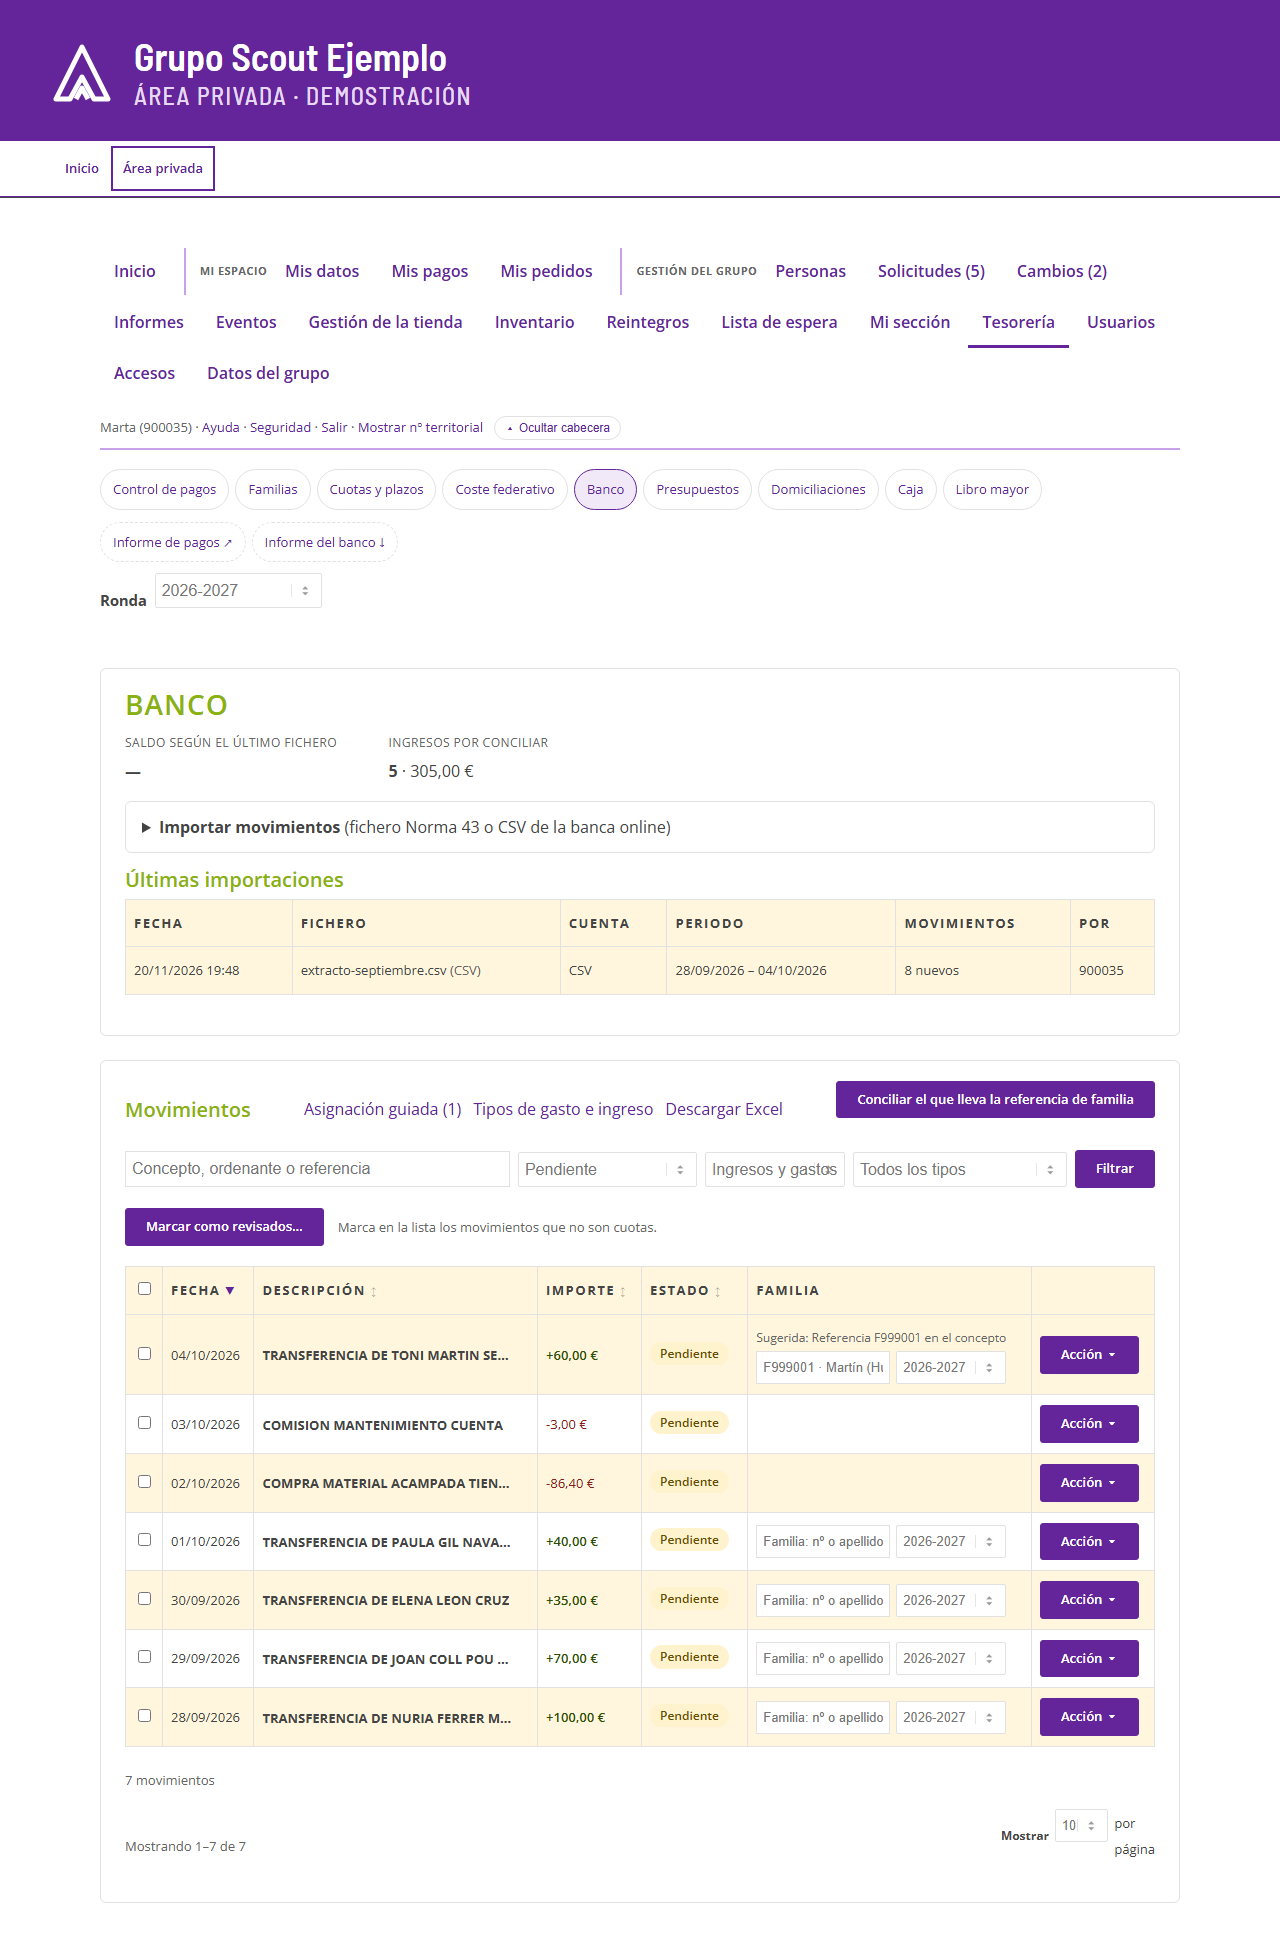 Grupo Scout Ejemplo
ÁREA PRIVADA · DEMOSTRACIÓN
Inicio Área privada
Inicio MI ESPACIO Mis datos Mis pagos Mis pedidos GESTIÓN DEL GRUPO Personas Solicitudes (5) Cambios (2)
Informes Eventos Gestión de la tienda Inventario Reintegros Lista de espera Mi sección Tesorería Usuarios
Accesos Datos del grupo
Marta (900035) · Ayuda · Seguridad · Salir · Mostrar nº territorial ▲ Ocultar cabecera
Control de pagos Familias Cuotas y plazos Coste federativo Banco Presupuestos Domiciliaciones Caja Libro mayor
Informe de pagos ↗ Informe del banco ↓
Ronda 2026-2027
BANCO
SALDO SEGÚN EL ÚLTIMO FICHERO INGRESOS POR CONCILIAR
— 5 · 305,00 €
▶ Importar movimientos (fichero Norma 43 o CSV de la banca online)
Últimas importaciones
FECHA FICHERO CUENTA PERIODO MOVIMIENTOS POR
20/11/2026 19:48 extracto-septiembre.csv (CSV) CSV 28/09/2026 – 04/10/2026 8 nuevos 900035
Movimientos Asignación guiada (1) Tipos de gasto e ingreso Descargar Excel Conciliar el que lleva la referencia de familia
Concepto, ordenante o referencia Pendiente Ingresos y gastos Todos los tipos Filtrar
Marcar como revisados... Marca en la lista los movimientos que no son cuotas.
FECHA ▼ DESCRIPCIÓN ↕ IMPORTE ↕ ESTADO ↕ FAMILIA
Sugerida: Referencia F999001 en el concepto
04/10/2026 TRANSFERENCIA DE TONI MARTIN SE... +60,00 € Pendiente F999001 · Martín (Hu 2026-2027 Acción
03/10/2026 COMISION MANTENIMIENTO CUENTA -3,00 € Pendiente Acción
02/10/2026 COMPRA MATERIAL ACAMPADA TIEN... -86,40 € Pendiente Acción
01/10/2026 TRANSFERENCIA DE PAULA GIL NAVA... +40,00 € Pendiente Familia: nº o apellido 2026-2027 Acción
30/09/2026 TRANSFERENCIA DE ELENA LEON CRUZ +35,00 € Pendiente Familia: nº o apellido 2026-2027 Acción
29/09/2026 TRANSFERENCIA DE JOAN COLL POU ... +70,00 € Pendiente Familia: nº o apellido 2026-2027 Acción
28/09/2026 TRANSFERENCIA DE NURIA FERRER M... +100,00 € Pendiente Familia: nº o apellido 2026-2027 Acción
7 movimientos
Mostrando 1–7 de 7 Mostrar 10 por página